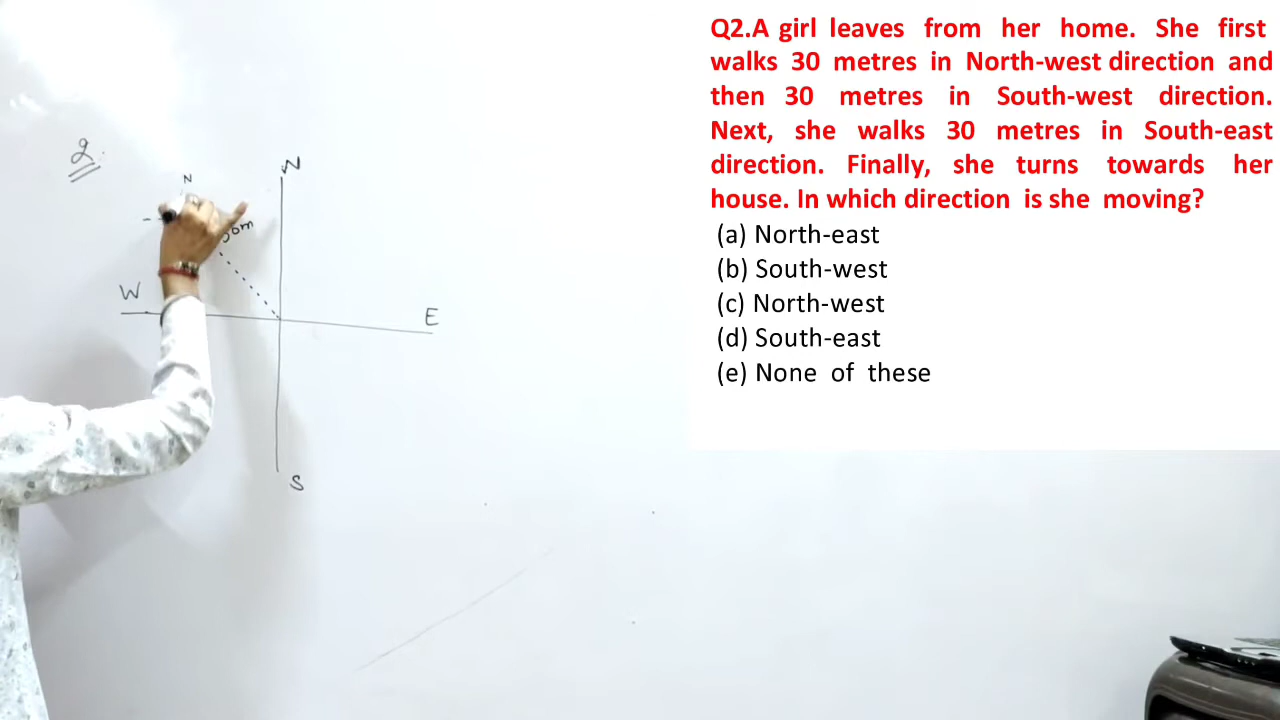 Q2.A girl leaves from her home. She first
walks 30 metres in North-west direction and
then 30 metres in South-west direction.
Next, she walks 30 metres in South-east
direction. Finally, she turns towards her
house. In which direction is she moving?
(a) North-east
(b) South-west
(c) North-west
(d) South-east
(e) None of these
2.
N
N
W
E
S